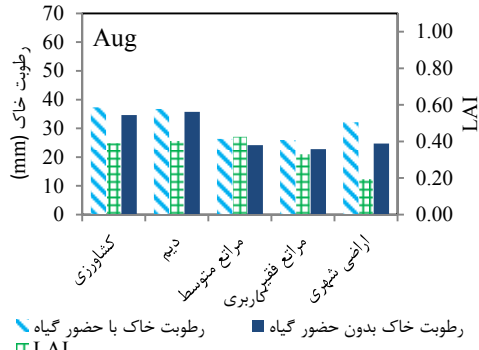 Aug
رطوبت خاک (mm)
70
60
50
40
30
20
10
0
LAI
1.00
0.80
0.60
0.40
0.20
0.00
کشاورزی
دیم
مراتع متوسط
مراتع فقیر
اراضی شهری
کاربری
رطوبت خاک با حضور گیاه
رطوبت خاک بدون حضور گیاه
LAI